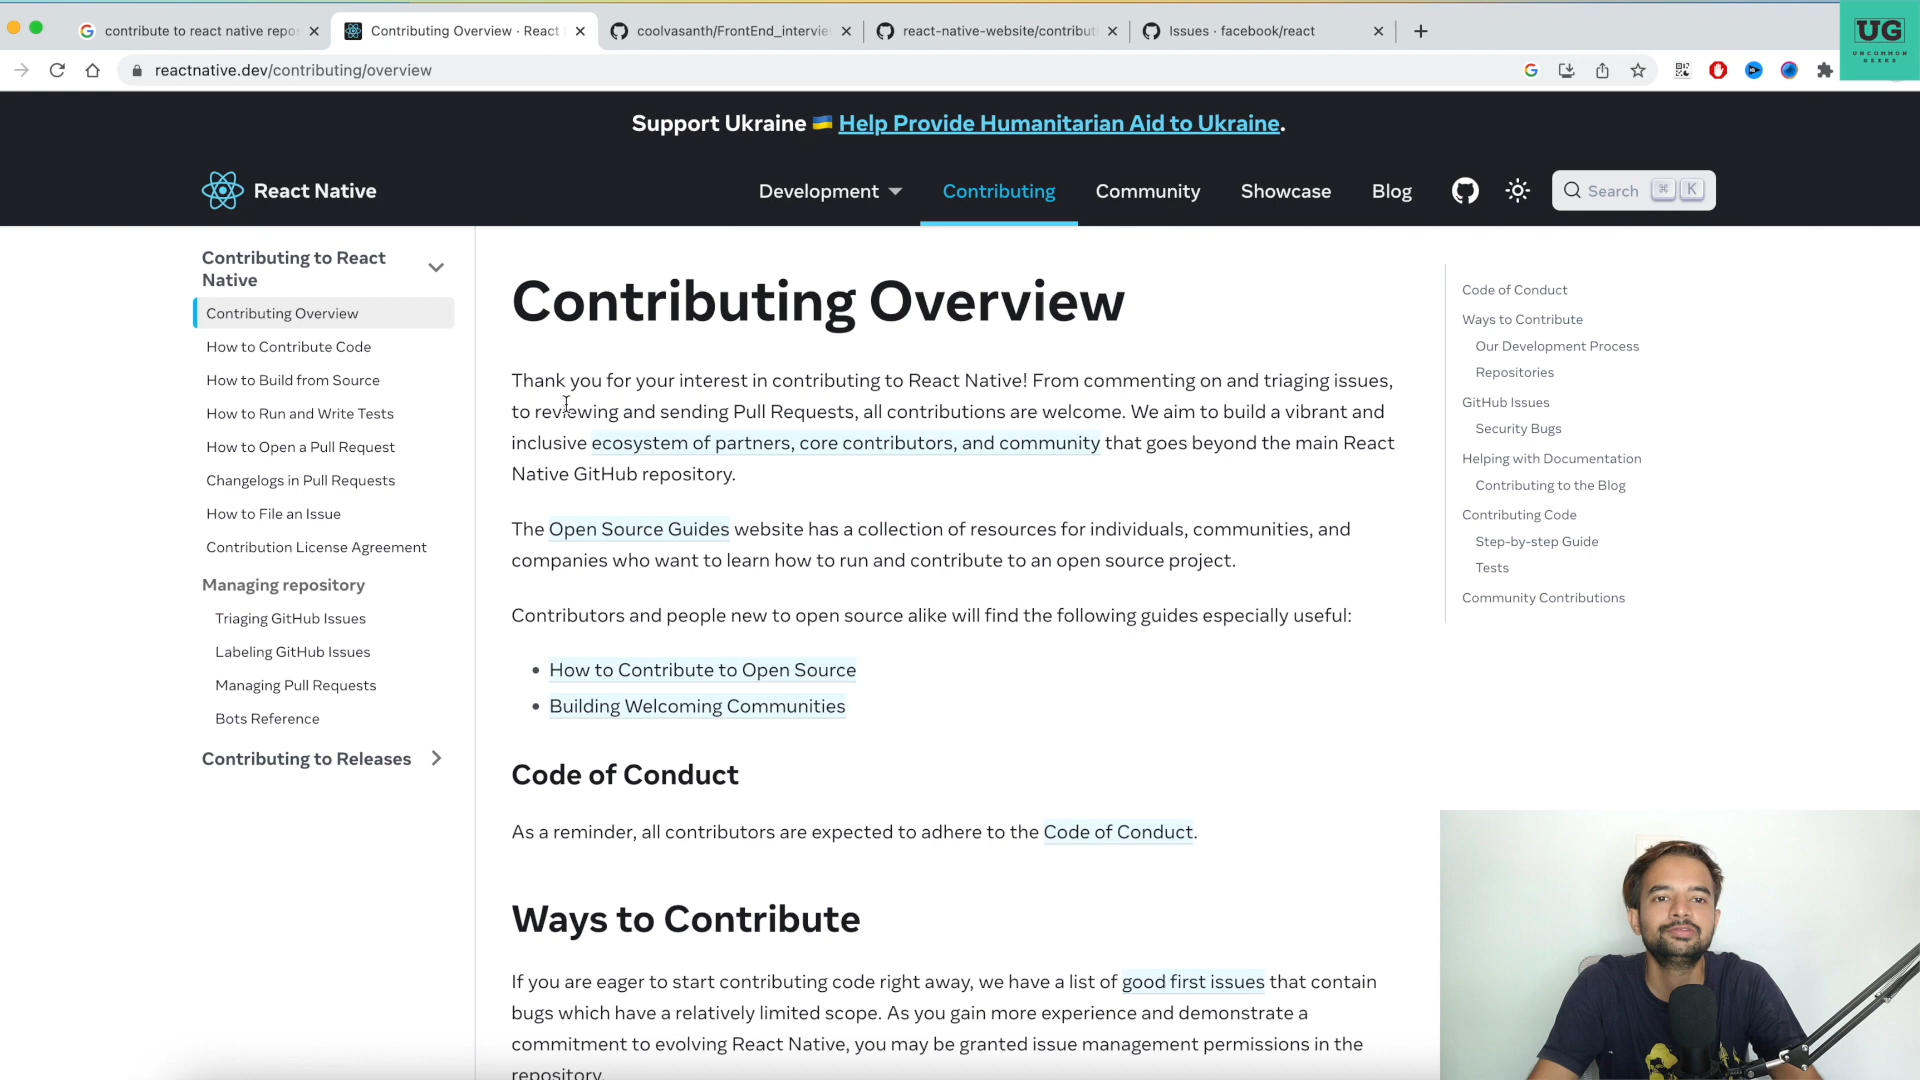 contribute to react native repos
Contributing Overview · React
coolvasanth/FrontEnd_intervie
react-native-website/contribut
Issues · facebook/react
UG
UNCOMMON
GEEKS
reactnative.dev/contributing/overview
Support Ukraine 🇺🇦 Help Provide Humanitarian Aid to Ukraine.
React Native
Development
Contributing
Community
Showcase
Blog
Search ⌘ K
Contributing to React
Native
Contributing Overview
How to Contribute Code
How to Build from Source
How to Run and Write Tests
How to Open a Pull Request
Changelogs in Pull Requests
How to File an Issue
Contribution License Agreement
Managing repository
Triaging GitHub Issues
Labeling GitHub Issues
Managing Pull Requests
Bots Reference
Contributing to Releases
Contributing Overview
Thank you for your interest in contributing to React Native! From commenting on and triaging issues,
to reviewing and sending Pull Requests, all contributions are welcome. We aim to build a vibrant and
inclusive ecosystem of partners, core contributors, and community that goes beyond the main React
Native GitHub repository.
The Open Source Guides website has a collection of resources for individuals, communities, and
companies who want to learn how to run and contribute to an open source project.
Contributors and people new to open source alike will find the following guides especially useful:
• How to Contribute to Open Source
• Building Welcoming Communities
Code of Conduct
As a reminder, all contributors are expected to adhere to the Code of Conduct.
Ways to Contribute
If you are eager to start contributing code right away, we have a list of good first issues that contain
bugs which have a relatively limited scope. As you gain more experience and demonstrate a
commitment to evolving React Native, you may be granted issue management permissions in the
repository.
Code of Conduct
Ways to Contribute
Our Development Process
Repositories
GitHub Issues
Security Bugs
Helping with Documentation
Contributing to the Blog
Contributing Code
Step-by-step Guide
Tests
Community Contributions